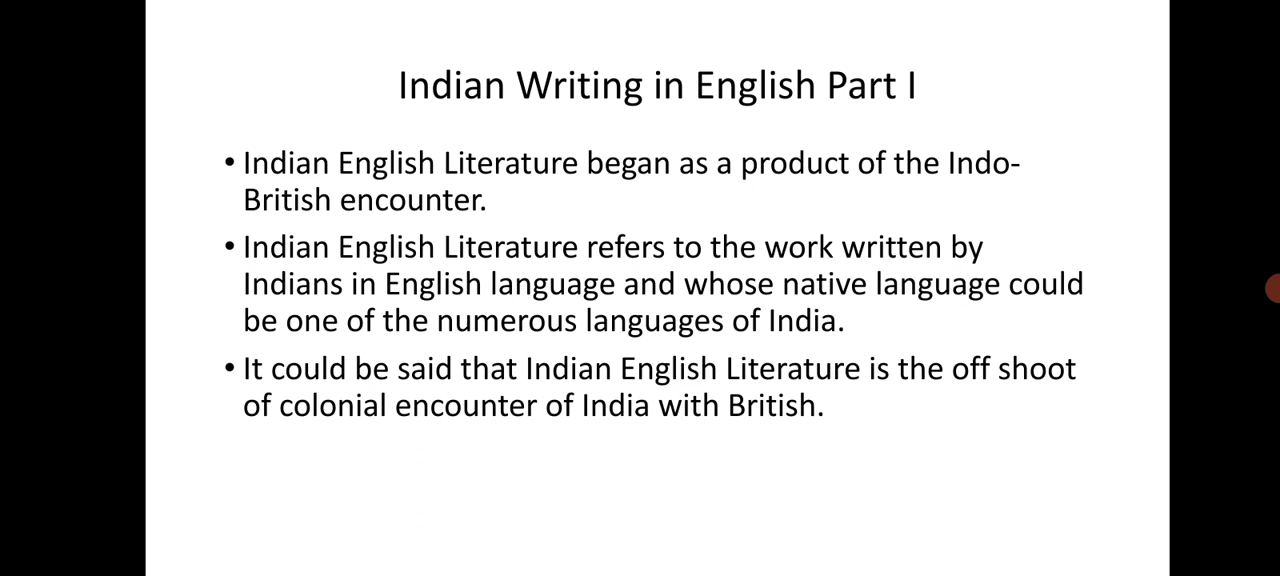 Indian Writing in English Part I
• Indian English Literature began as a product of the Indo-
British encounter.
• Indian English Literature refers to the work written by
Indians in English language and whose native language could
be one of the numerous languages of India.
• It could be said that Indian English Literature is the off shoot
of colonial encounter of India with British.